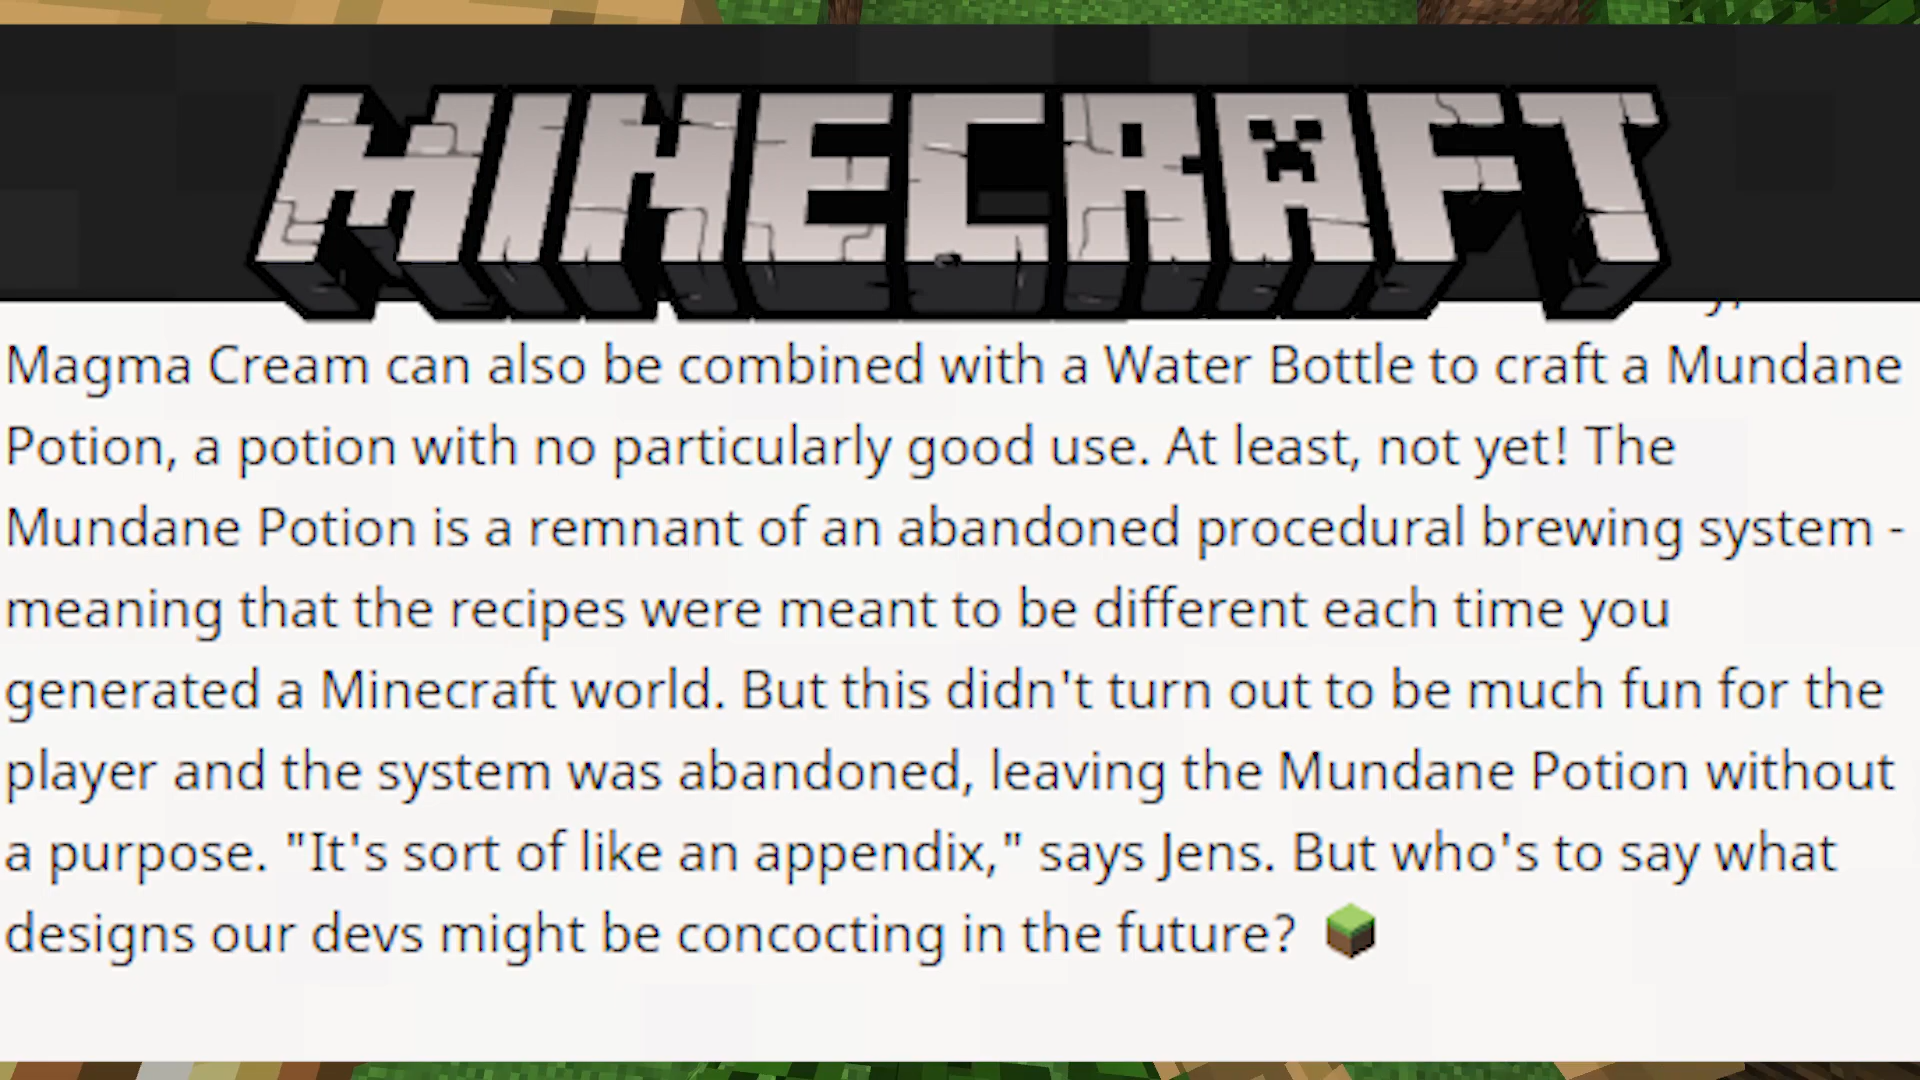 MINECRAFT
Magma Cream can also be combined with a Water Bottle to craft a Mundane
Potion, a potion with no particularly good use. At least, not yet! The
Mundane Potion is a remnant of an abandoned procedural brewing system -
meaning that the recipes were meant to be different each time you
generated a Minecraft world. But this didn't turn out to be much fun for the
player and the system was abandoned, leaving the Mundane Potion without
a purpose. "It's sort of like an appendix," says Jens. But who's to say what
designs our devs might be concocting in the future?